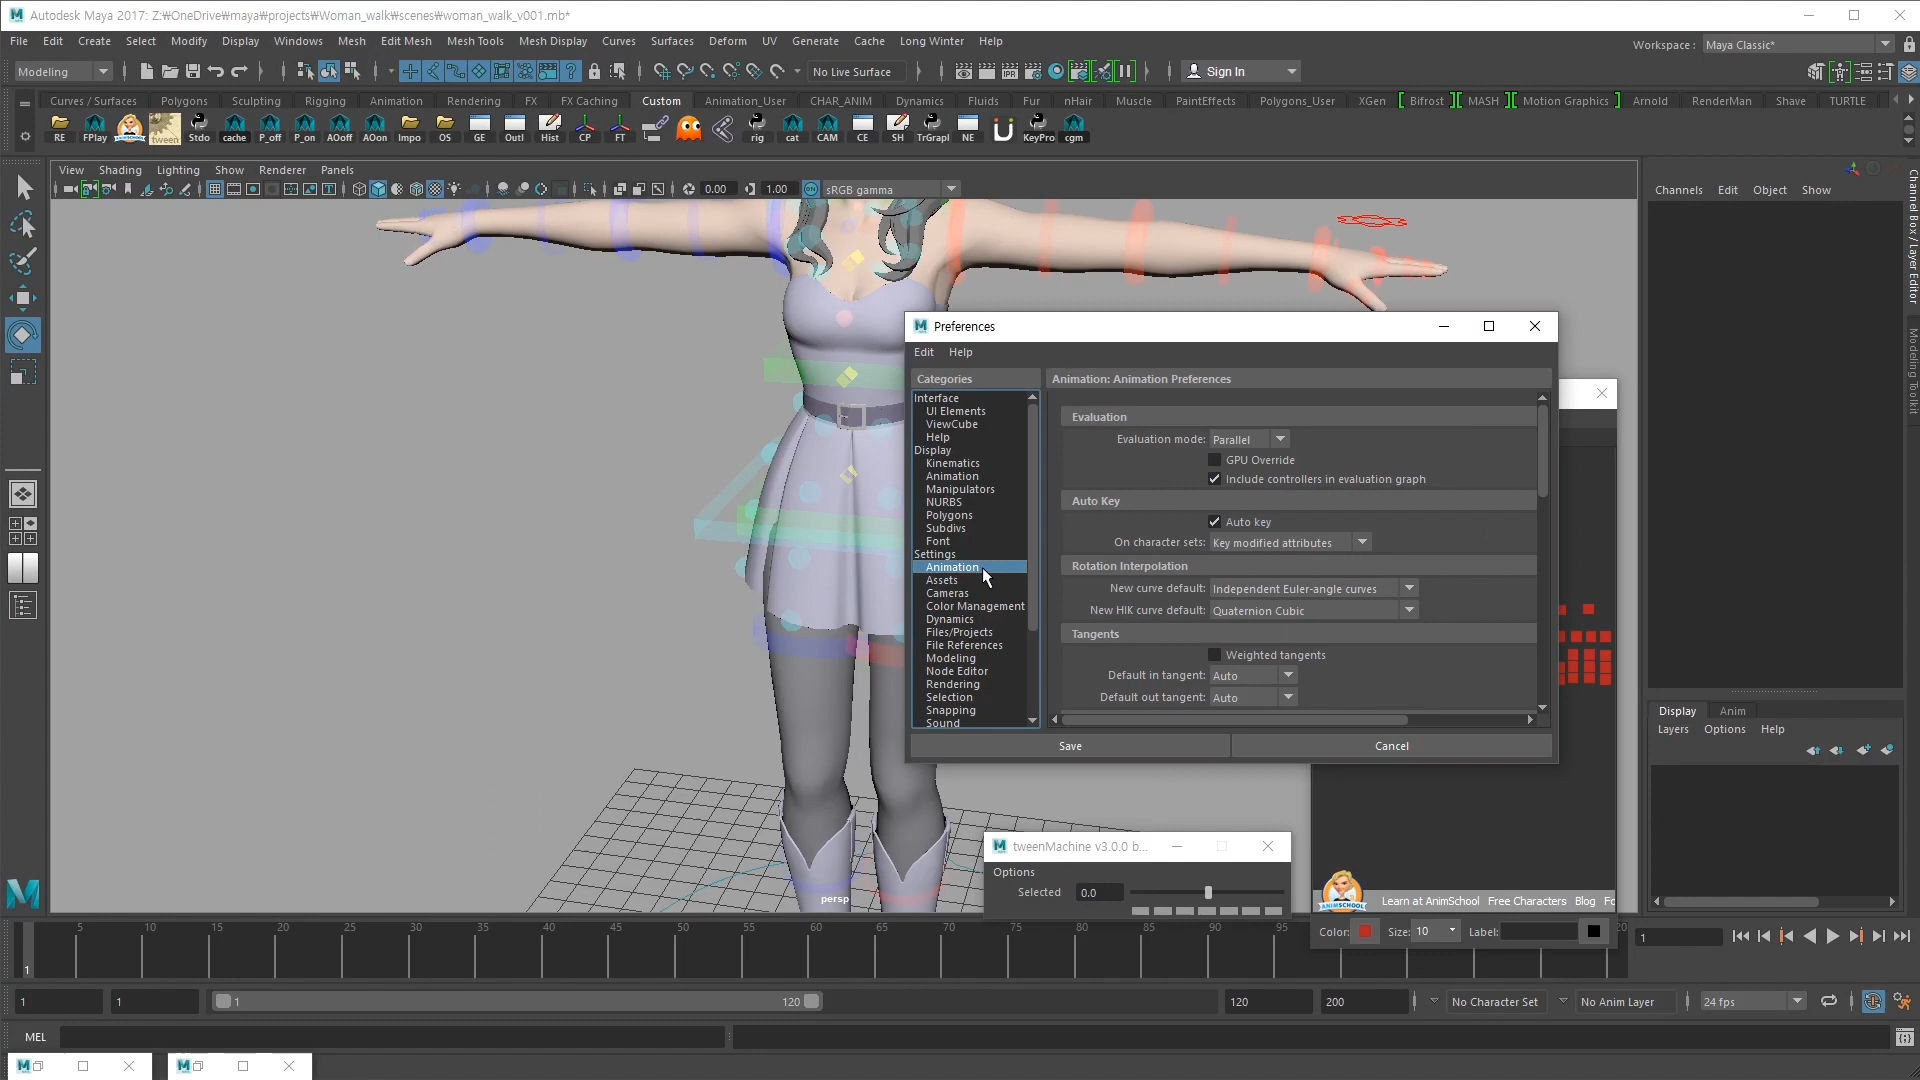 Autodesk Maya 2017: Z:₩OneDrive₩maya₩projects₩Woman_walk₩scenes₩woman_walk_v001.mb*
File Edit Create Select Modify Display Windows Mesh Edit Mesh Mesh Tools Mesh Display Curves Surfaces Deform UV Generate Cache Long Winter Help
Workspace : Maya Classic*
Modeling No Live Surface Sign In
Curves / Surfaces Polygons Sculpting Rigging Animation Rendering FX FX Caching Custom Animation_User CHAR_ANIM Dynamics Fluids Fur nHair Muscle PaintEffects Polygons_User XGen Bifrost MASH Motion Graphics Arnold RenderMan Shave TURTLE
RE FPlay tween Stdo cache P_off P_on AOoff AOon Impo OS GE Outl Hist CP FT rig cat CAM CE SH TrGrapl NE KeyPro cgm
View Shading Lighting Show Renderer Panels
0.00 1.00 ON sRGB gamma
Channels Edit Object Show
Channel Box / Layer Editor
Modeling Toolkit
Preferences
Edit Help
Categories
Interface
UI Elements
ViewCube
Help
Display
Kinematics
Animation
Manipulators
NURBS
Polygons
Subdivs
Font
Settings
Animation
Assets
Cameras
Color Management
Dynamics
Files/Projects
File References
Modeling
Node Editor
Rendering
Selection
Snapping
Sound
Animation: Animation Preferences
Evaluation
Evaluation mode: Parallel
GPU Override
Include controllers in evaluation graph
Auto Key
Auto key
On character sets: Key modified attributes
Rotation Interpolation
New curve default: Independent Euler-angle curves
New HIK curve default: Quaternion Cubic
Tangents
Weighted tangents
Default in tangent: Auto
Default out tangent: Auto
Save Cancel
Display Anim
Layers Options Help
tweenMachine v3.0.0 b...
Options
Selected 0.0
persp
ANIMSCHOOL
Learn at AnimSchool Free Characters Blog Fo
Color: Size: 10 Label:
5 10 15 20 25 30 35 40 45 50 55 60 65 70 75 80 85 90 95 20
1
1
1 1 1 120 120 200 No Character Set No Anim Layer 24 fps
MEL